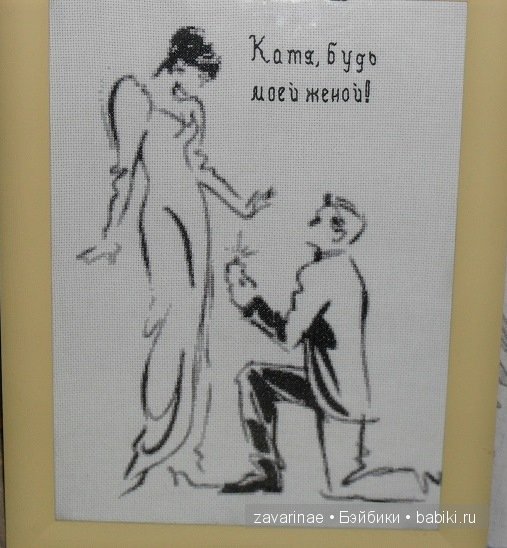 Катя, будь
моей женой!
zavarinae • Бэйбики • babiki.ru